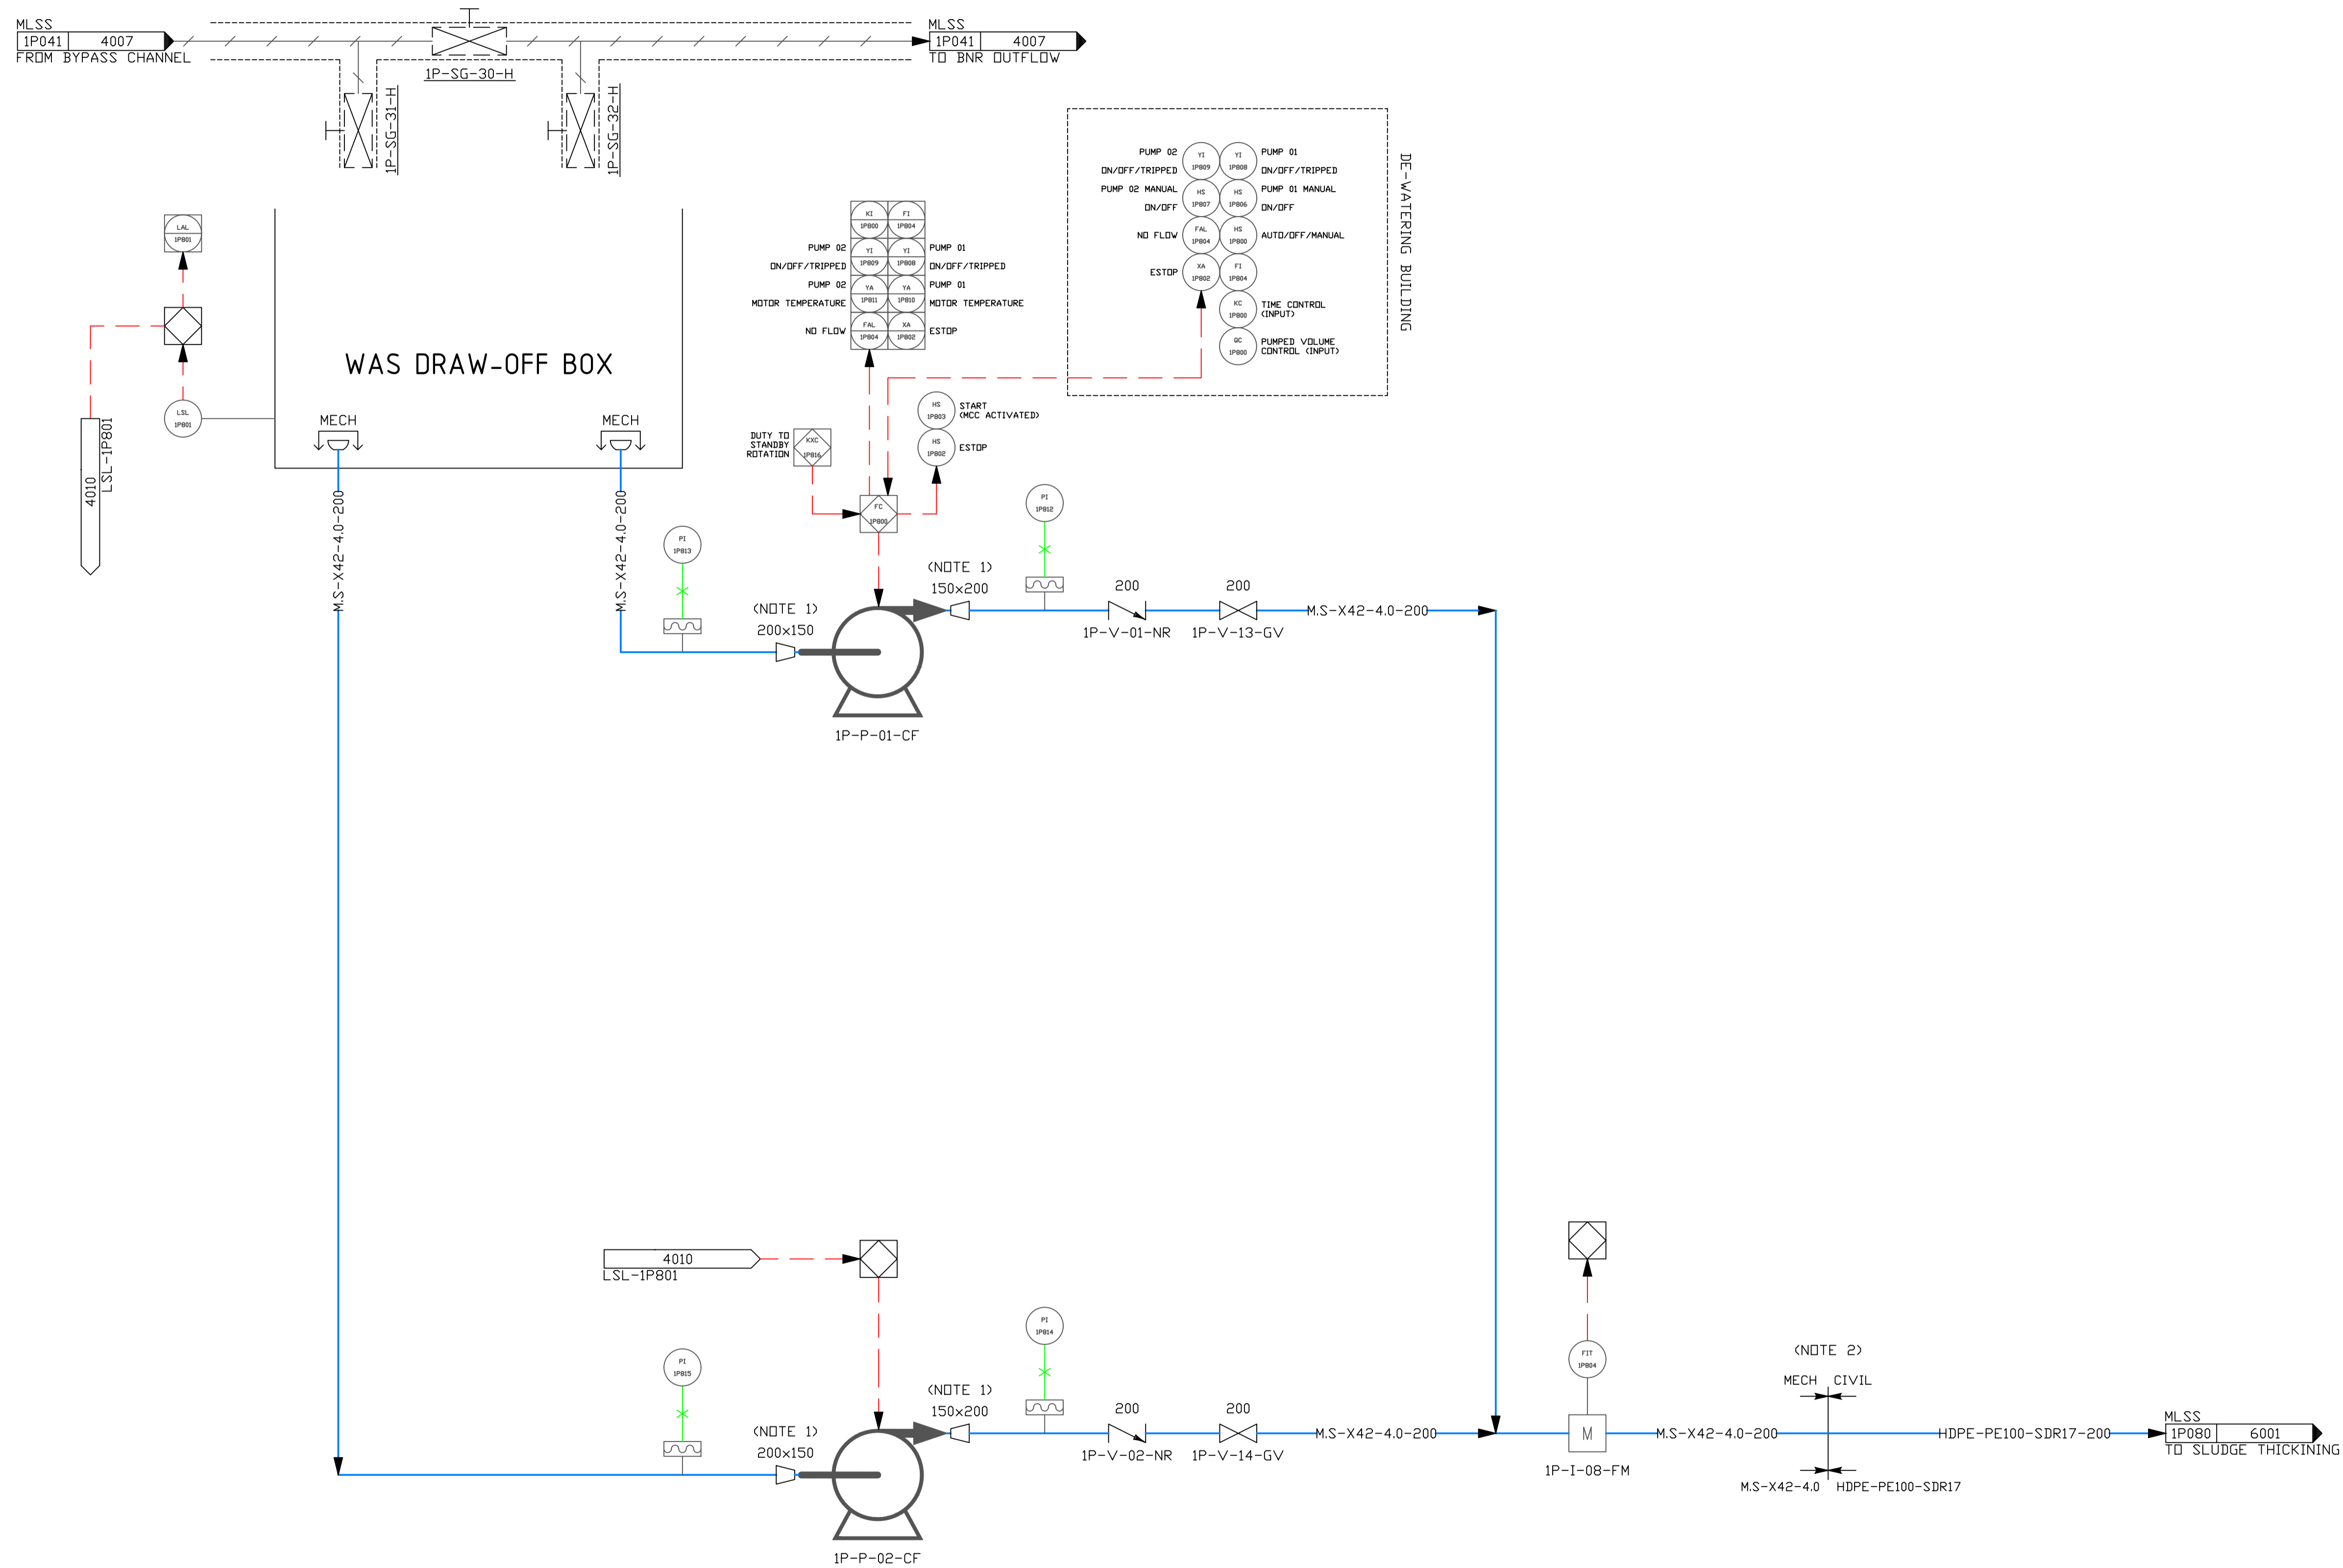 MLSS
1P041 4007
FROM BYPASS CHANNEL
1P-SG-30-H
MLSS
1P041 4007
TO BNR OUTFLOW
1P-SG-31-H
1P-SG-32-H
DE-WATERING BUILDING
PUMP 02
ON/OFF/TRIPPED
YI
1P809
YI
1P808
PUMP 01
ON/OFF/TRIPPED
PUMP 02 MANUAL
ON/OFF
HS
1P807
HS
1P806
PUMP 01 MANUAL
ON/OFF
NO FLOW
FAL
1P804
HS
1P800
AUTO/OFF/MANUAL
ESTOP
XA
1P802
FI
1P804
KC
1P800
TIME CONTROL
(INPUT)
QC
1P800
PUMPED VOLUME
CONTROL (INPUT)
LAL
1P801
LSL
1P801
4010
LSL-1P801
WAS DRAW-OFF BOX
MECH
MECH
KI
1P800
FI
1P804
PUMP 02
ON/OFF/TRIPPED
YI
1P809
YI
1P808
PUMP 01
ON/OFF/TRIPPED
PUMP 02
MOTOR TEMPERATURE
YA
1P811
YA
1P810
PUMP 01
MOTOR TEMPERATURE
NO FLOW
FAL
1P804
XA
1P802
ESTOP
HS
1P803
START
(MCC ACTIVATED)
HS
1P802
ESTOP
DUTY TO
STANDBY
ROTATION
KXC
1P816
FC
1P800
M.S-X42-4.0-200
M.S-X42-4.0-200
PI
1P813
(NOTE 1)
200x150
1P-P-01-CF
(NOTE 1)
150x200
PI
1P812
200
1P-V-01-NR
200
1P-V-13-GV
M.S-X42-4.0-200
4010
LSL-1P801
PI
1P815
(NOTE 1)
200x150
1P-P-02-CF
(NOTE 1)
150x200
PI
1P814
200
1P-V-02-NR
200
1P-V-14-GV
M.S-X42-4.0-200
FIT
1P804
M
1P-I-08-FM
M.S-X42-4.0-200
(NOTE 2)
MECH CIVIL
M.S-X42-4.0 HDPE-PE100-SDR17
HDPE-PE100-SDR17-200
MLSS
1P080 6001
TO SLUDGE THICKINING